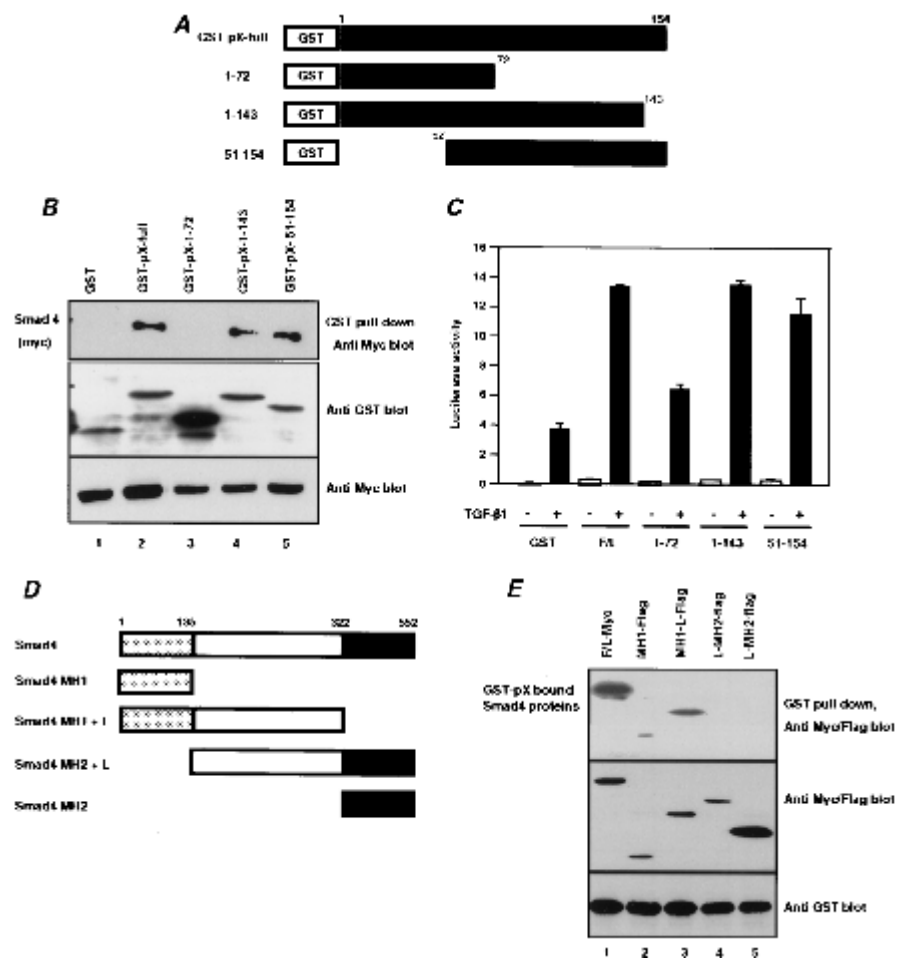 A
1 154
GST pX-full GST
72
1-72 GST
143
1-143 GST
52
51 154 GST
B
GST
GST-pX-full
GST-pX-1-72
GST-pX-1-143
GST-pX-51-154
Smad 4
(myc)
GST pull down
Anti Myc blot
Anti GST blot
Anti Myc blot
1 2 3 4 5
C
Luciferase activity
16
14
12
10
8
6
4
2
0
TGF-β1 - + - + - + - + - +
GST F/L 1-72 1-143 51-154
D
1 322 552
Smad4
Smad4 MH1
Smad4 MH1 + L
Smad4 MH2 + L
Smad4 MH2
E
F/L-Myc
MH1-Flag
MH1-L-Flag
L-MH2-flag
L-MH2-flag
GST-pX bound
Smad4 proteins
GST pull down,
Anti Myc/Flag blot
Anti Myc/Flag blot
Anti GST blot
1 2 3 4 5